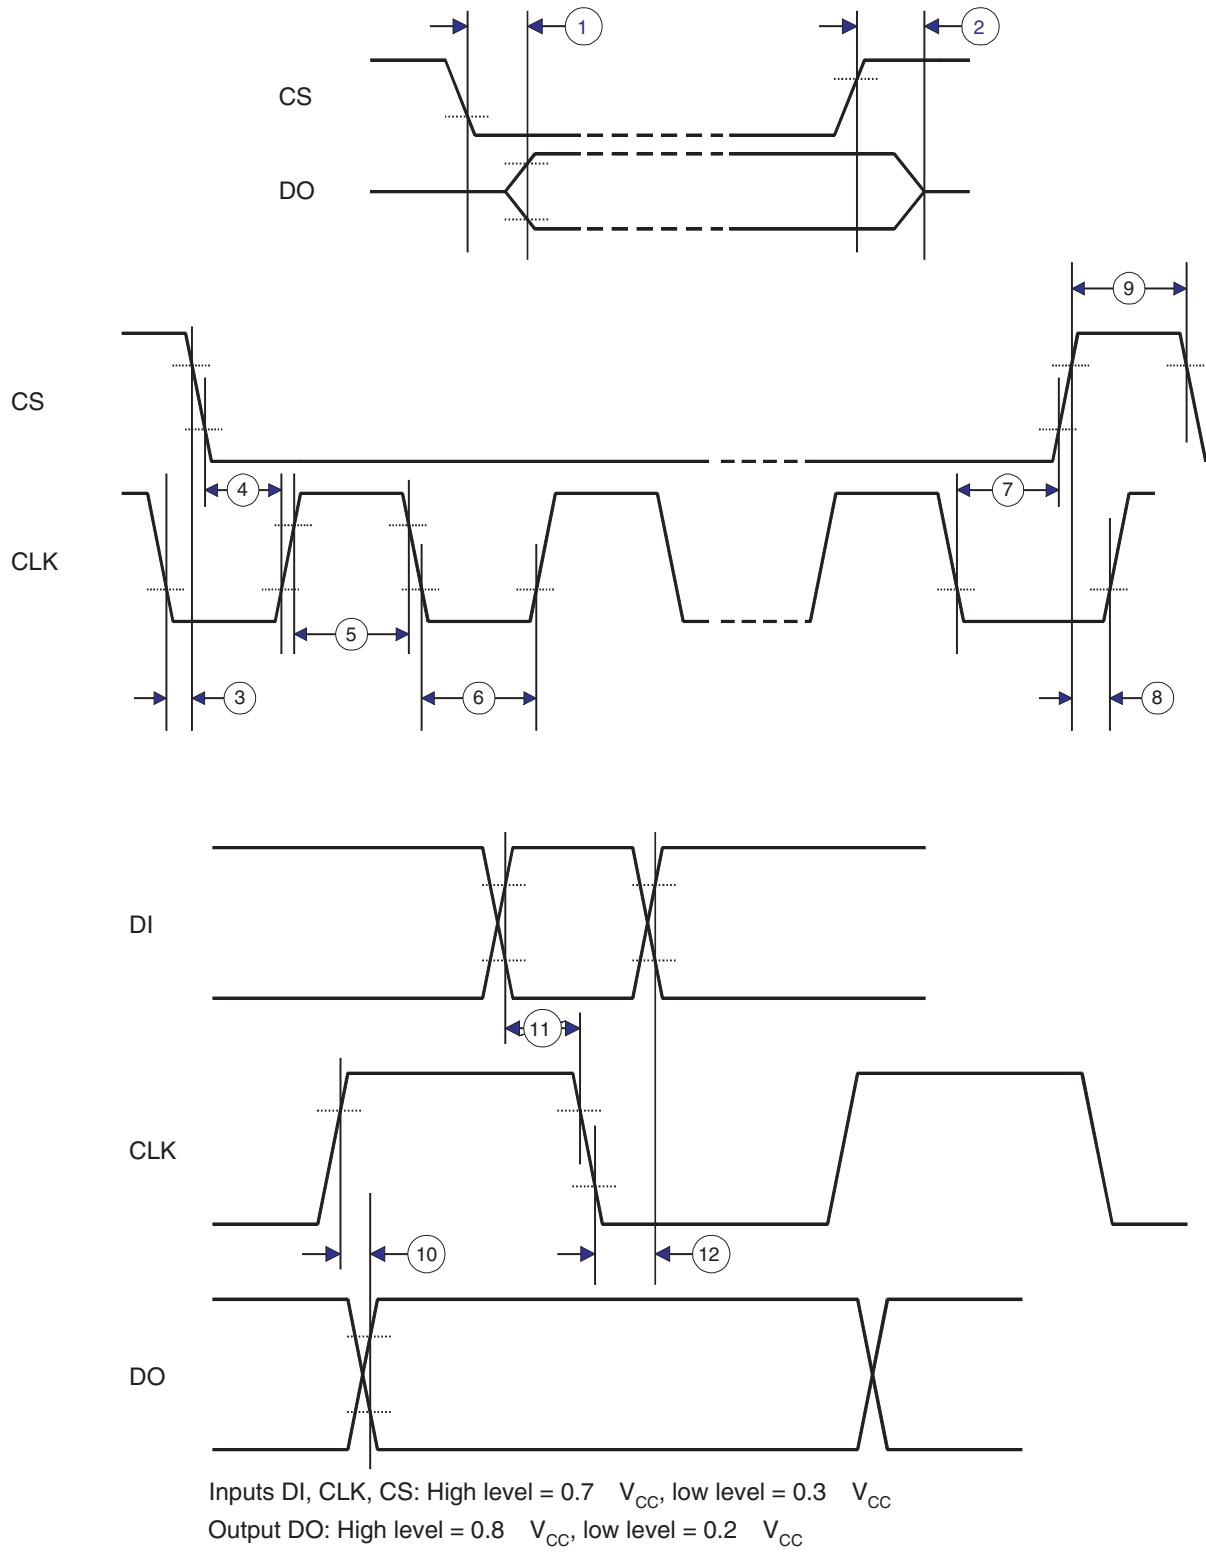 1 2
CS
DO
9
CS
4 7
CLK
5
3 6 8
DI
11
CLK
10 12
DO
Inputs DI, CLK, CS: High level = 0.7 VCC, low level = 0.3 VCC
Output DO: High level = 0.8 VCC, low level = 0.2 VCC